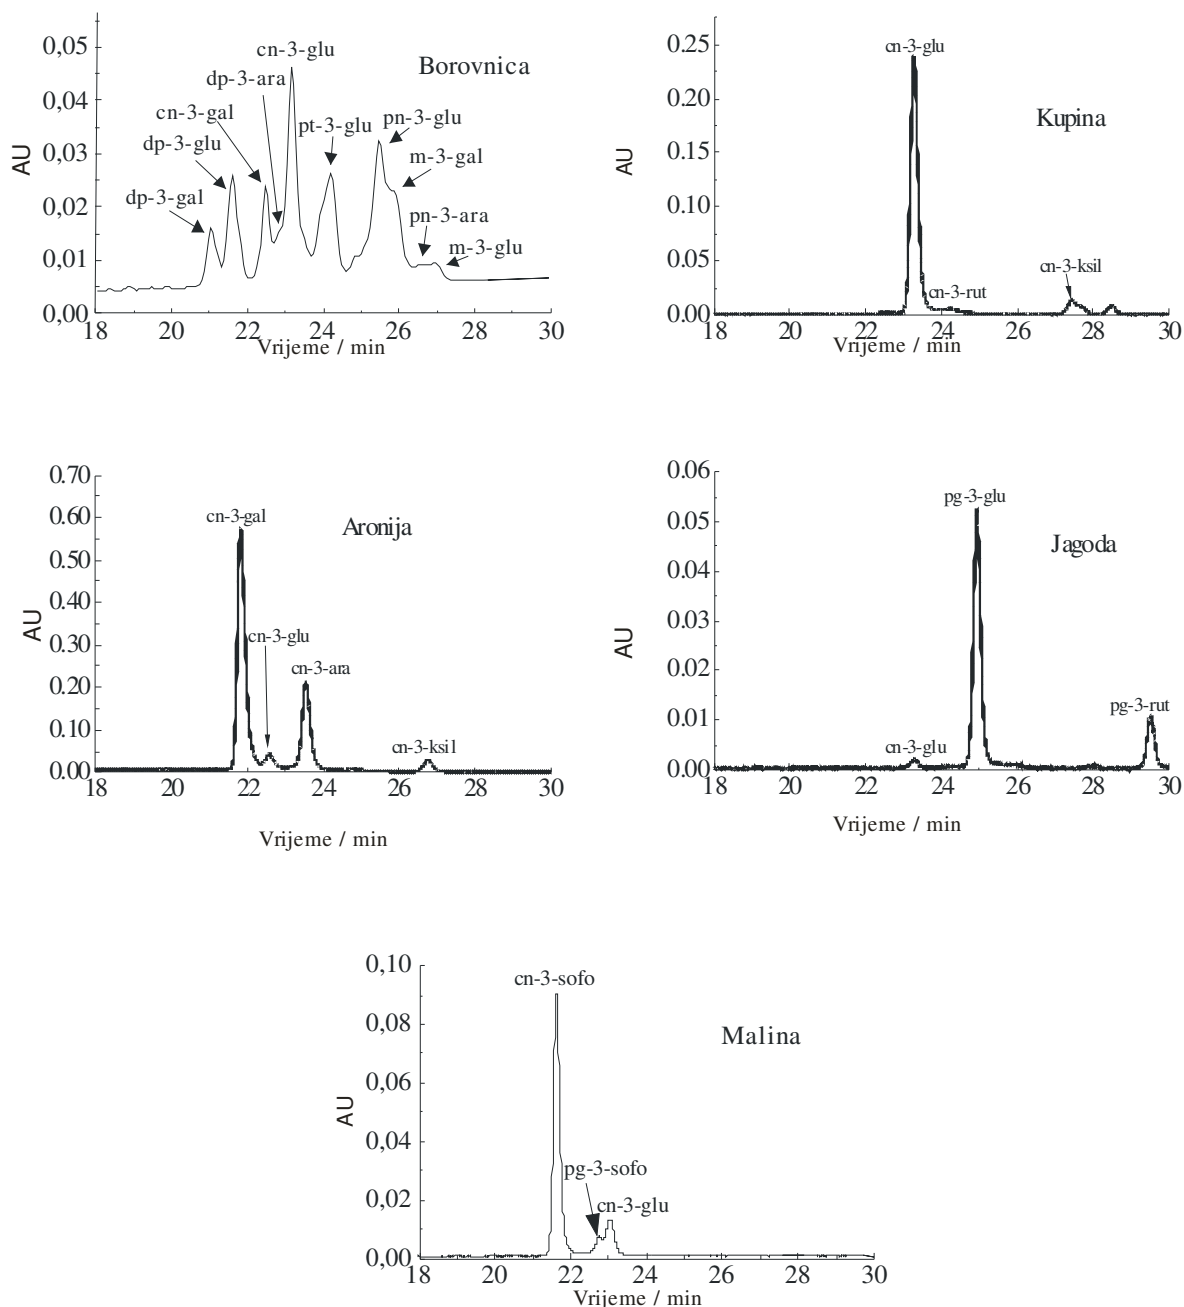 Borovnica
AU
0,05
0,04
0,03
0,02
0,01
0,00
cn-3-glu
dp-3-ara
cn-3-gal
dp-3-glu
dp-3-gal
pt-3-glu
pn-3-glu
m-3-gal
pn-3-ara
m-3-glu
18 20 22 24 26 28 30
Vrijeme / min
Kupina
AU
0.25
0.20
0.15
0.10
0.05
0.00
cn-3-glu
cn-3-rut
cn-3-ksil
18 20 22 24 26 28 30
Vrijeme / min
Aronija
AU
0.70
0.60
0.50
0.40
0.30
0.20
0.10
0.00
cn-3-gal
cn-3-glu
cn-3-ara
cn-3-ksil
18 20 22 24 26 28 30
Vrijeme / min
Jagoda
AU
0.06
0.05
0.04
0.03
0.02
0.01
0.00
pg-3-glu
cn-3-glu
pg-3-rut
18 20 22 24 26 28 30
Vrijeme / min
Malina
AU
0,10
0,08
0,06
0,04
0,02
0,00
cn-3-sofo
pg-3-sofo
cn-3-glu
18 20 22 24 26 28 30
Vrijeme / min